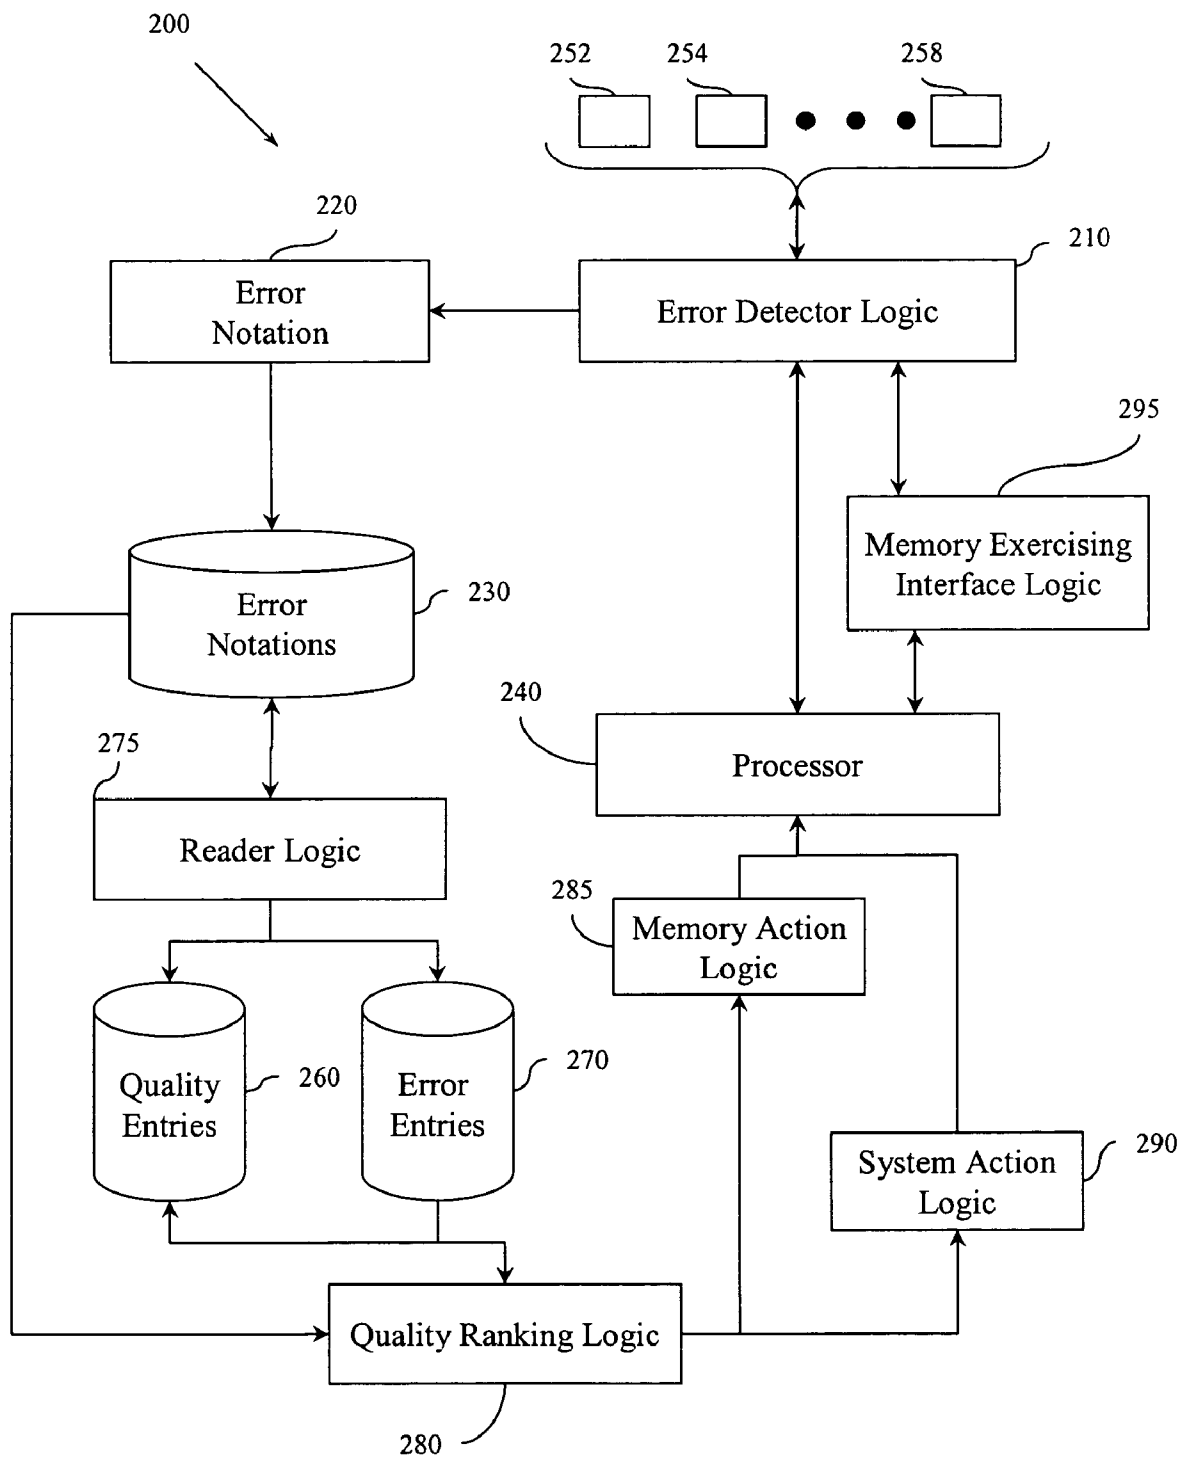 200
252
254
258
220
210
Error
Notation
Error Detector Logic
295
Memory Exercising
Interface Logic
Error
Notations
230
240
Processor
275
Reader Logic
285
Memory Action
Logic
Quality
Entries
260
Error
Entries
270
System Action
Logic
290
Quality Ranking Logic
280